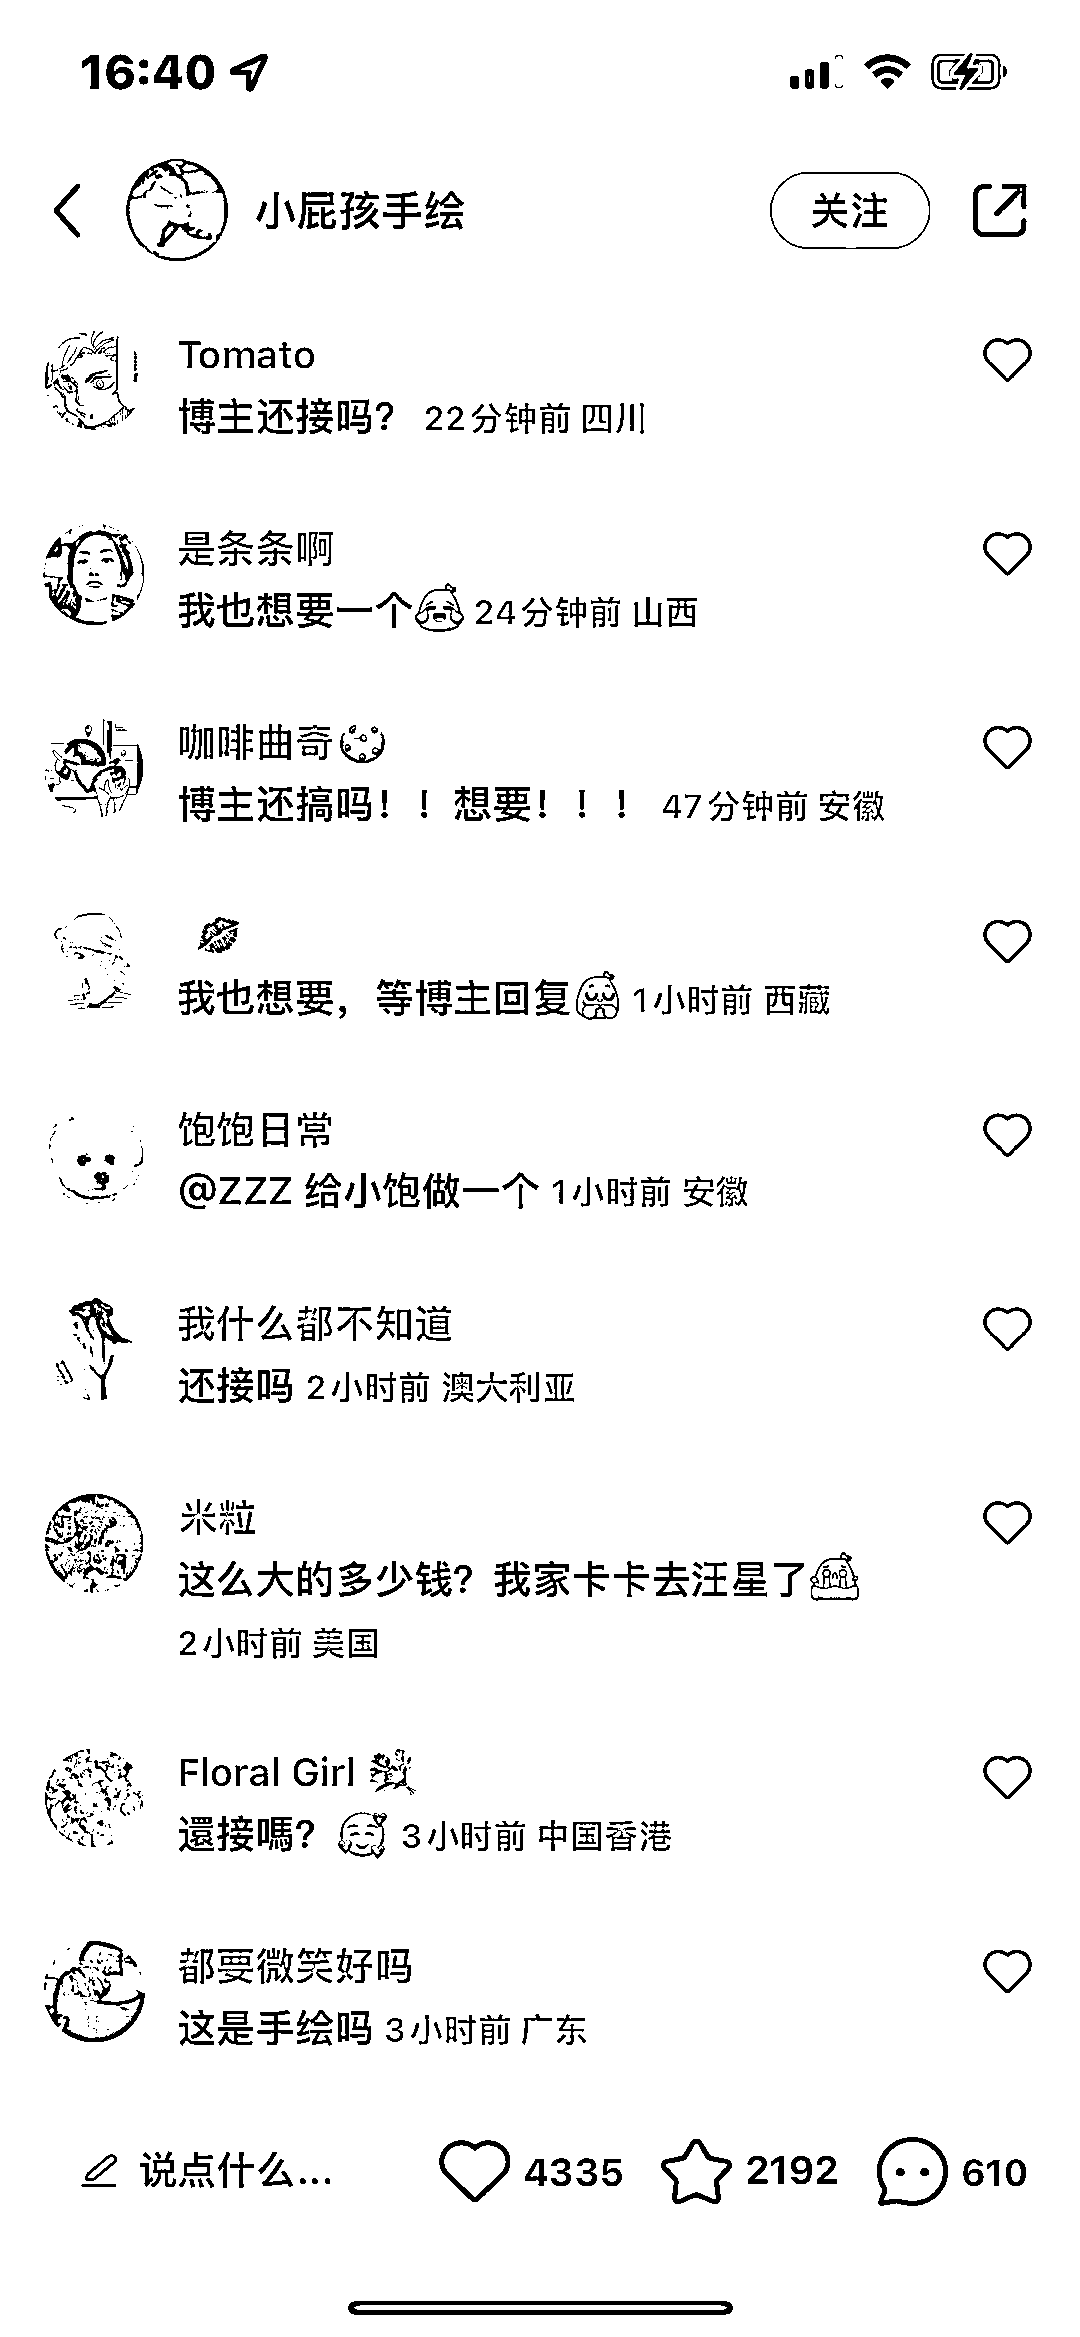 16:40
小屁孩手绘 关注
Tomato
博主还接吗？ 22分钟前 四川
是条条啊
我也想要一个 24分钟前 山西
咖啡曲奇🍪
博主还搞吗！！想要！！！ 47分钟前 安徽
💋
我也想要，等博主回复 1小时前 西藏
饱饱日常
@ZZZ 给小饱做一个 1小时前 安徽
我什么都不知道
还接吗 2小时前 澳大利亚
米粒
这么大的多少钱？我家卡卡去汪星了
2小时前 美国
Floral Girl
還接嗎？🥰 3小时前 中国香港
都要微笑好吗
这是手绘吗 3小时前 广东
说点什么... 4335 2192 610